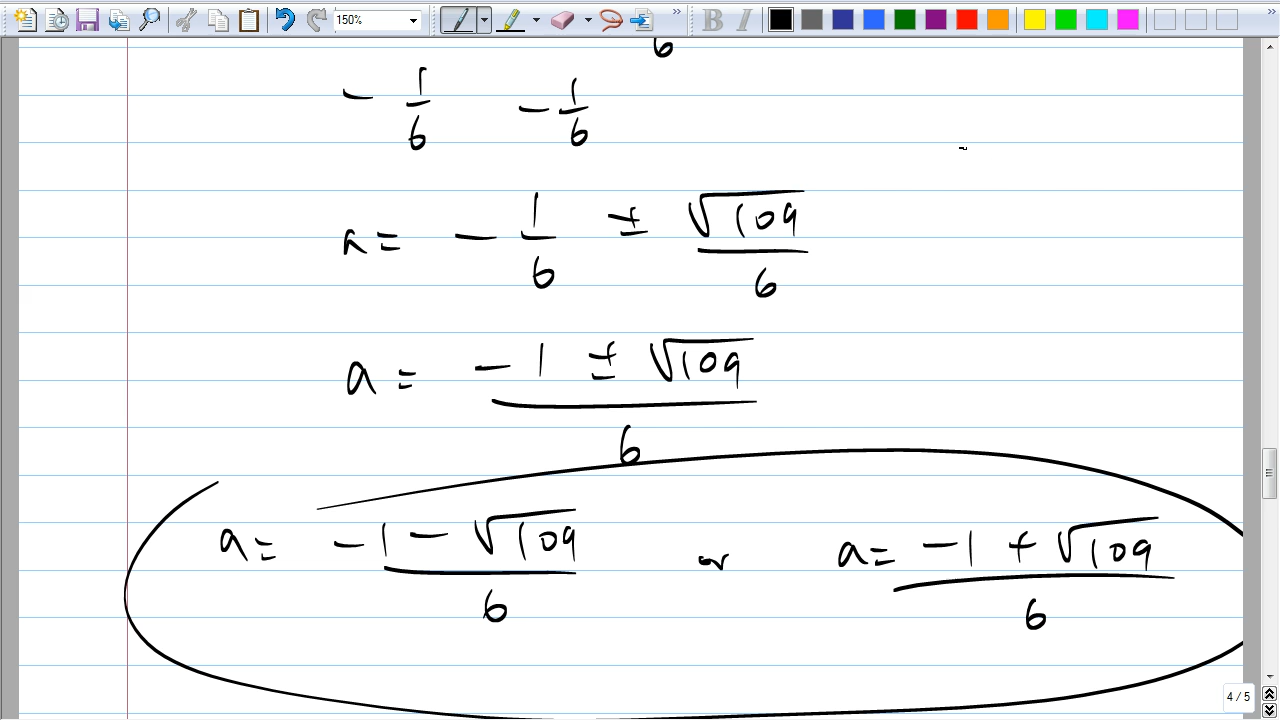 150% B I
6
- 1/6 - 1/6
a = - 1/6 ± √109/6
a = (-1 ± √109)/6
a = (-1 - √109)/6 or a = (-1 + √109)/6
4 / 5